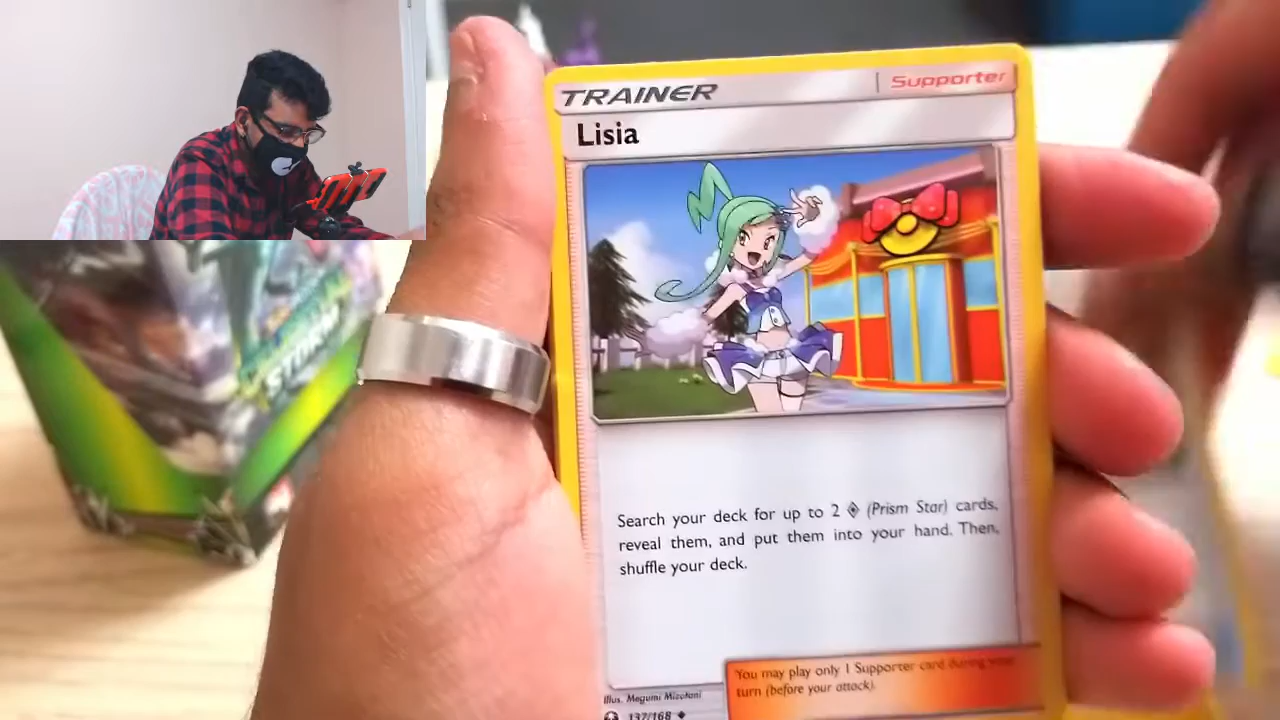 TRAINER
Supporter
Lisia
STORM
Search your deck for up to 2 (Prism Star) cards,
reveal them, and put them into your hand. Then,
shuffle your deck.
You may play only 1 Supporter card during your
turn (before your attack).
Illus. Megumi Mizutani
137/168